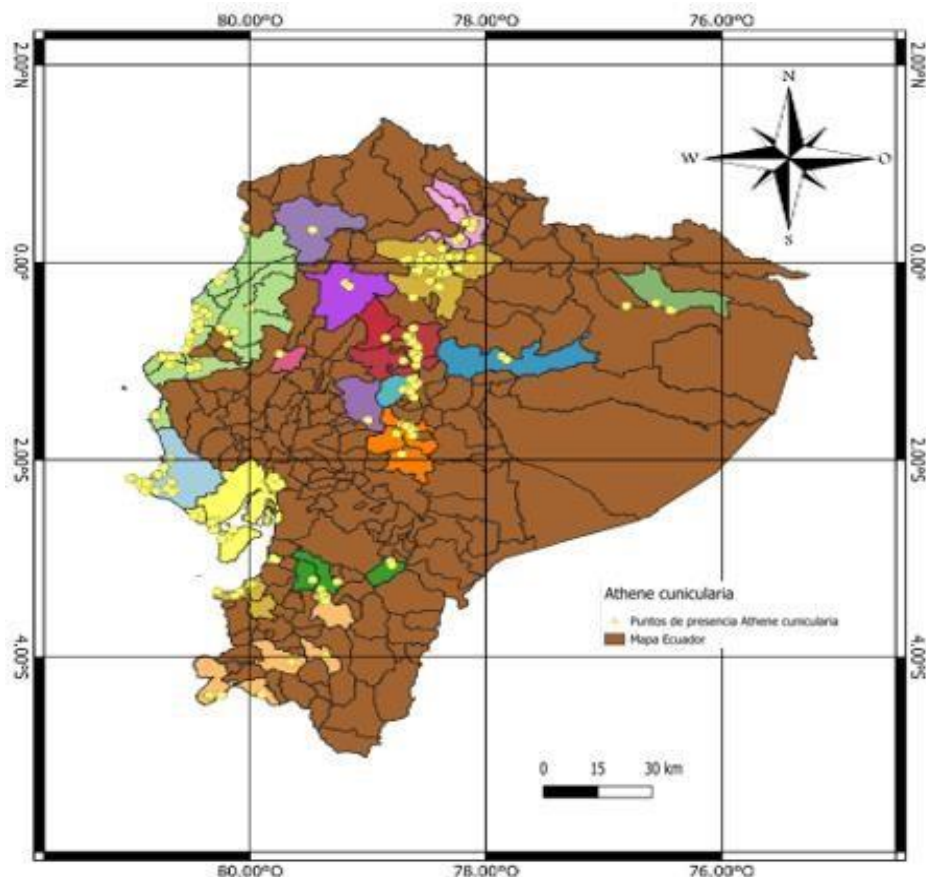 80.00°O 78.00°O 76.00°O
2.00°N 2.00°N
N
W O
S
0.00° 0.00°
2.00°S 2.00°S
Athene cunicularia
Puntos de presencia Athene cunicularia
Mapa Ecuador
4.00°S 4.00°S
0 15 30 km
80.00°O 78.00°O 76.00°O